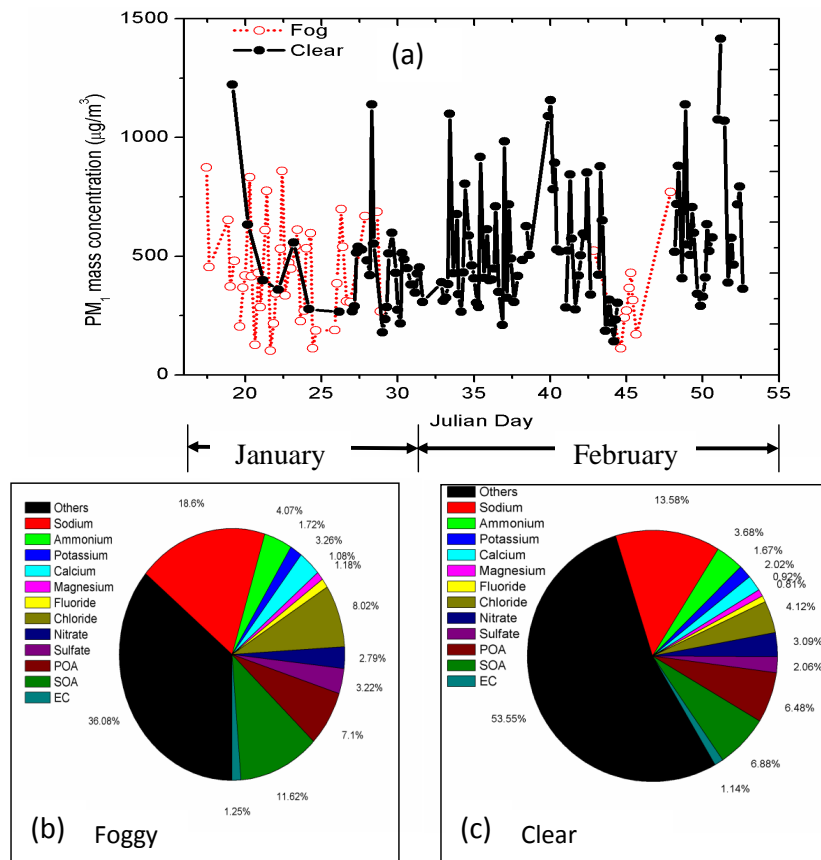 Fog
Clear
(a)
PM1 mass concentration (µg/m³)
1500
1000
500
0
20 25 30 35 40 45 50 55
Julian Day
January
February
Others
Sodium
Ammonium
Potassium
Calcium
Magnesium
Fluoride
Chloride
Nitrate
Sulfate
POA
SOA
EC
18.6%
4.07%
1.72%
3.26%
1.08%
1.18%
8.02%
2.79%
3.22%
7.1%
11.62%
1.25%
36.08%
(b) Foggy
Others
Sodium
Ammonium
Potassium
Calcium
Magnesium
Fluoride
Chloride
Nitrate
Sulfate
POA
SOA
EC
13.58%
3.68%
1.67%
2.02%
0.92%
0.81%
4.12%
3.09%
2.06%
6.48%
6.88%
1.14%
53.55%
(c) Clear